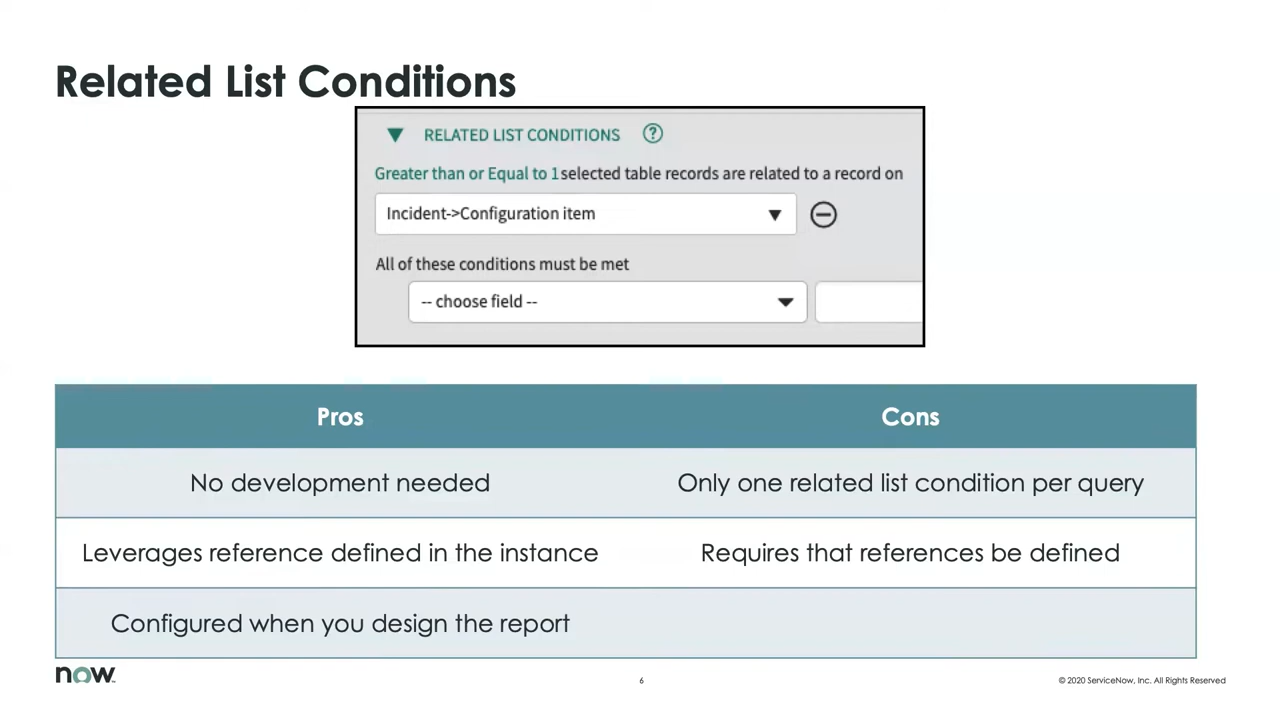 Related List Conditions
▼ RELATED LIST CONDITIONS ?
Greater than or Equal to 1 selected table records are related to a record on
Incident->Configuration item
All of these conditions must be met
-- choose field --
Pros Cons
No development needed Only one related list condition per query
Leverages reference defined in the instance Requires that references be defined
Configured when you design the report
now
6
© 2020 ServiceNow, Inc. All Rights Reserved